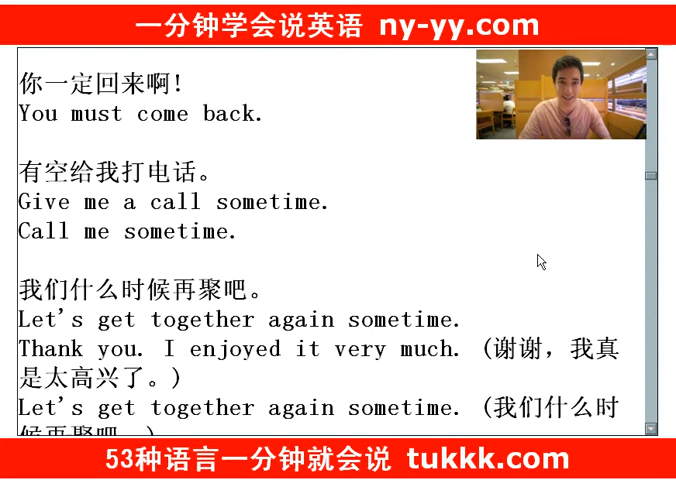 一分钟学会说英语 ny-yy.com
你一定回来啊！
You must come back.
有空给我打电话。
Give me a call sometime.
Call me sometime.
我们什么时候再聚吧。
Let's get together again sometime.
Thank you. I enjoyed it very much. (谢谢，我真
是太高兴了。)
Let's get together again sometime. (我们什么时
候再聚吧。)
53种语言一分钟就会说 tukkk.com